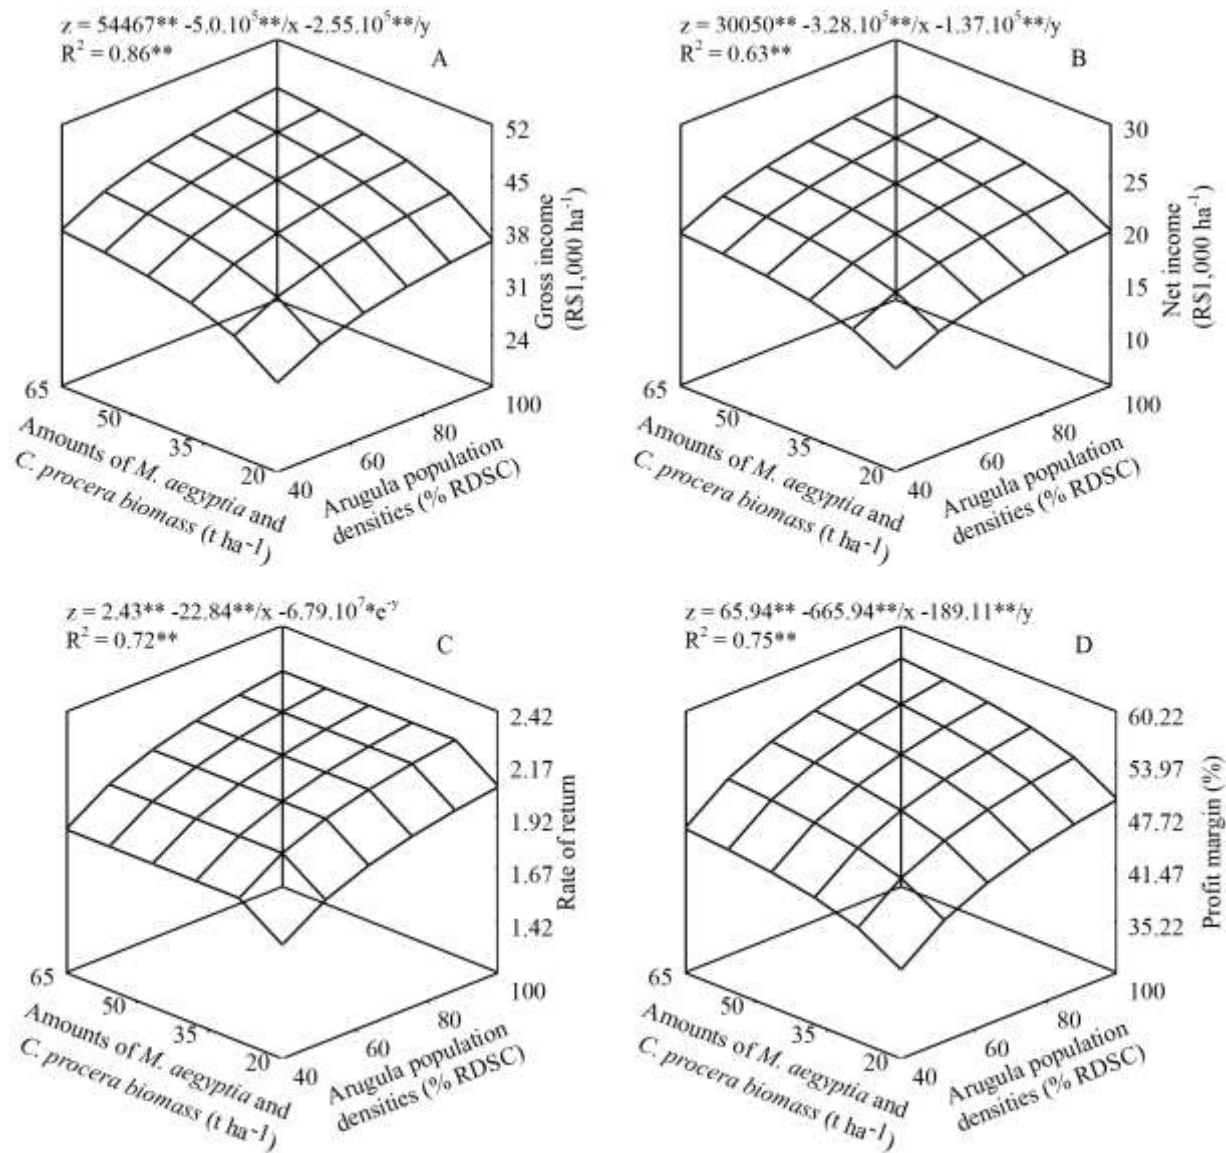 z = 54467** -5.0.10⁵**/x -2.55.10⁵**/y
R² = 0.86**
A
52
45
38
31
24
Gross income
(R$1,000 ha⁻¹)
65
50
35
20
40
60
80
100
Amounts of M. aegyptia and
C. procera biomass (t ha-1)
Arugula population
densities (% RDSC)
z = 30050** -3.28.10⁵**/x -1.37.10⁵**/y
R² = 0.63**
B
30
25
20
15
10
Net income
(R$1,000 ha⁻¹)
65
50
35
20
40
60
80
100
Amounts of M. aegyptia and
C. procera biomass (t ha-1)
Arugula population
densities (% RDSC)
z = 2.43** -22.84**/x -6.79.10⁷*e⁻ʸ
R² = 0.72**
C
2.42
2.17
1.92
1.67
1.42
Rate of return
65
50
35
20
40
60
80
100
Amounts of M. aegyptia and
C. procera biomass (t ha-1)
Arugula population
densities (% RDSC)
z = 65.94** -665.94**/x -189.11**/y
R² = 0.75**
D
60.22
53.97
47.72
41.47
35.22
Profit margin (%)
65
50
35
20
40
60
80
100
Amounts of M. aegyptia and
C. procera biomass (t ha-1)
Arugula population
densities (% RDSC)